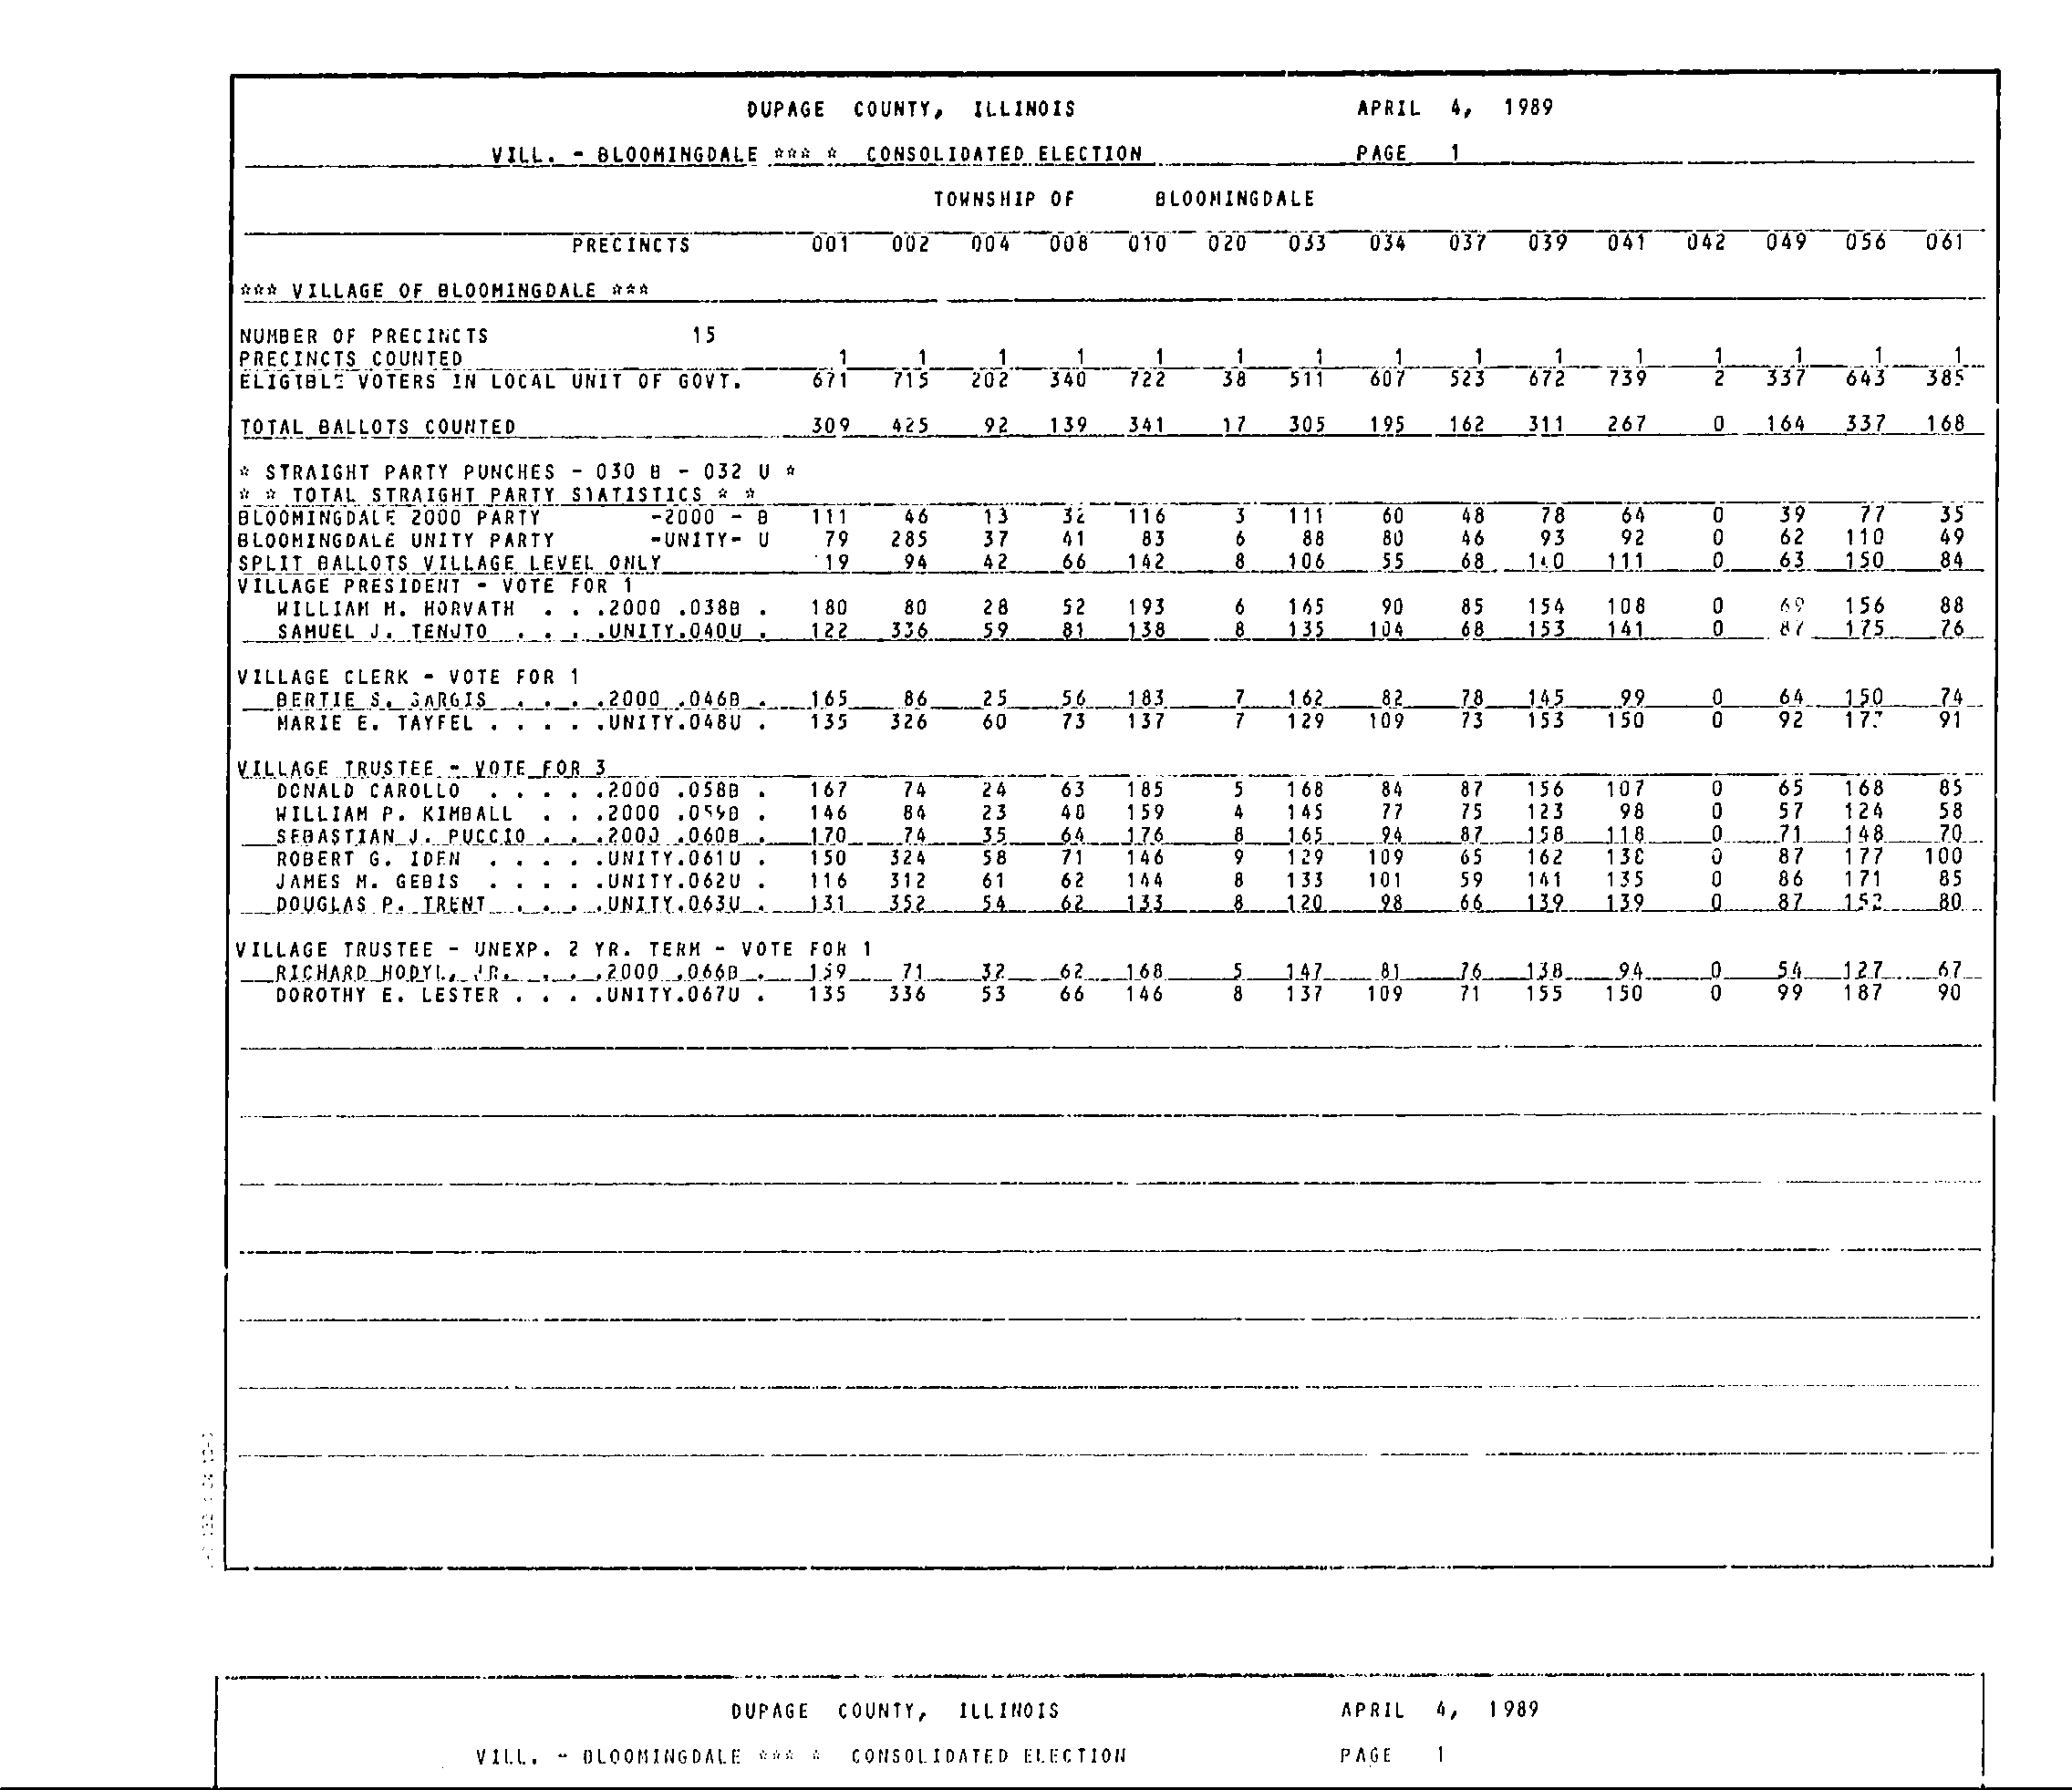 DUPAGE COUNTY, ILLINOIS APRIL 4, 1989
VILL. - BLOOMINGDALE *** * CONSOLIDATED ELECTION PAGE 1
TOWNSHIP OF BLOOMINGDALE
PRECINCTS 001 002 004 008 010 020 033 034 037 039 041 042 049 056 061
*** VILLAGE OF BLOOMINGDALE ***
NUMBER OF PRECINCTS 15
PRECINCTS COUNTED 1 1 1 1 1 1 1 1 1 1 1 1 1 1 1
ELIGIBLE VOTERS IN LOCAL UNIT OF GOVT. 671 715 202 340 722 38 511 607 523 672 739 2 337 643 385
TOTAL BALLOTS COUNTED 309 425 92 139 341 17 305 195 162 311 267 0 164 337 168
* STRAIGHT PARTY PUNCHES - 030 B - 032 U *
* * TOTAL STRAIGHT PARTY STATISTICS * *
BLOOMINGDALE 2000 PARTY -2000 - B 111 46 13 32 116 3 111 60 48 78 64 0 39 77 35
BLOOMINGDALE UNITY PARTY -UNITY- U 79 285 37 41 83 6 88 80 46 93 92 0 62 110 49
SPLIT BALLOTS VILLAGE LEVEL ONLY 94 42 66 142 8 106 55 68 140 111 0 63 150 84
VILLAGE PRESIDENT - VOTE FOR 1
WILLIAM M. HORVATH . . .2000 .038B . 180 80 28 52 193 6 165 90 85 154 108 0 69 156 88
SAMUEL J. TENUTO . . . .UNITY.040U . 122 336 59 81 138 8 135 104 68 153 141 0 87 175 76
VILLAGE CLERK - VOTE FOR 1
BERTIE S. SARGIS . . . .2000 .046B . 165 86 25 56 183 7 162 82 78 145 99 0 64 150 74
MARIE E. TAYFEL . . . . .UNITY.048U . 135 326 60 73 137 7 129 109 73 153 150 0 92 91
VILLAGE TRUSTEE - VOTE FOR 3
DONALD CAROLLO . . . . .2000 .058B . 167 74 24 63 185 5 168 84 87 156 107 0 65 168 85
WILLIAM P. KIMBALL . . .2000 .059B . 146 84 23 40 159 4 145 77 75 123 98 0 57 124 58
SEBASTIAN J. PUCCIO . . .2000 .060B . 170 74 35 64 176 8 165 94 87 158 118 0 71 148 70
ROBERT G. IDEN . . . . .UNITY.061U . 150 324 58 71 146 9 129 109 65 162 0 87 177 100
JAMES M. GEBIS . . . . .UNITY.062U . 116 312 61 62 144 8 133 101 59 141 135 0 86 171 85
DOUGLAS P. TRENT . . . .UNITY.063U . 131 352 54 62 133 8 120 98 66 139 139 0 87 152 80
VILLAGE TRUSTEE - UNEXP. 2 YR. TERM - VOTE FOR 1
RICHARD HODYL, JR. . . .2000 .066B . 159 71 32 62 168 5 147 81 76 138 94 0 54 127 67
DOROTHY E. LESTER . . . .UNITY.067U . 135 336 53 66 146 8 137 109 71 155 150 0 99 187 90
DUPAGE COUNTY, ILLINOIS APRIL 4, 1989
VILL. - BLOOMINGDALE *** * CONSOLIDATED ELECTION PAGE 1